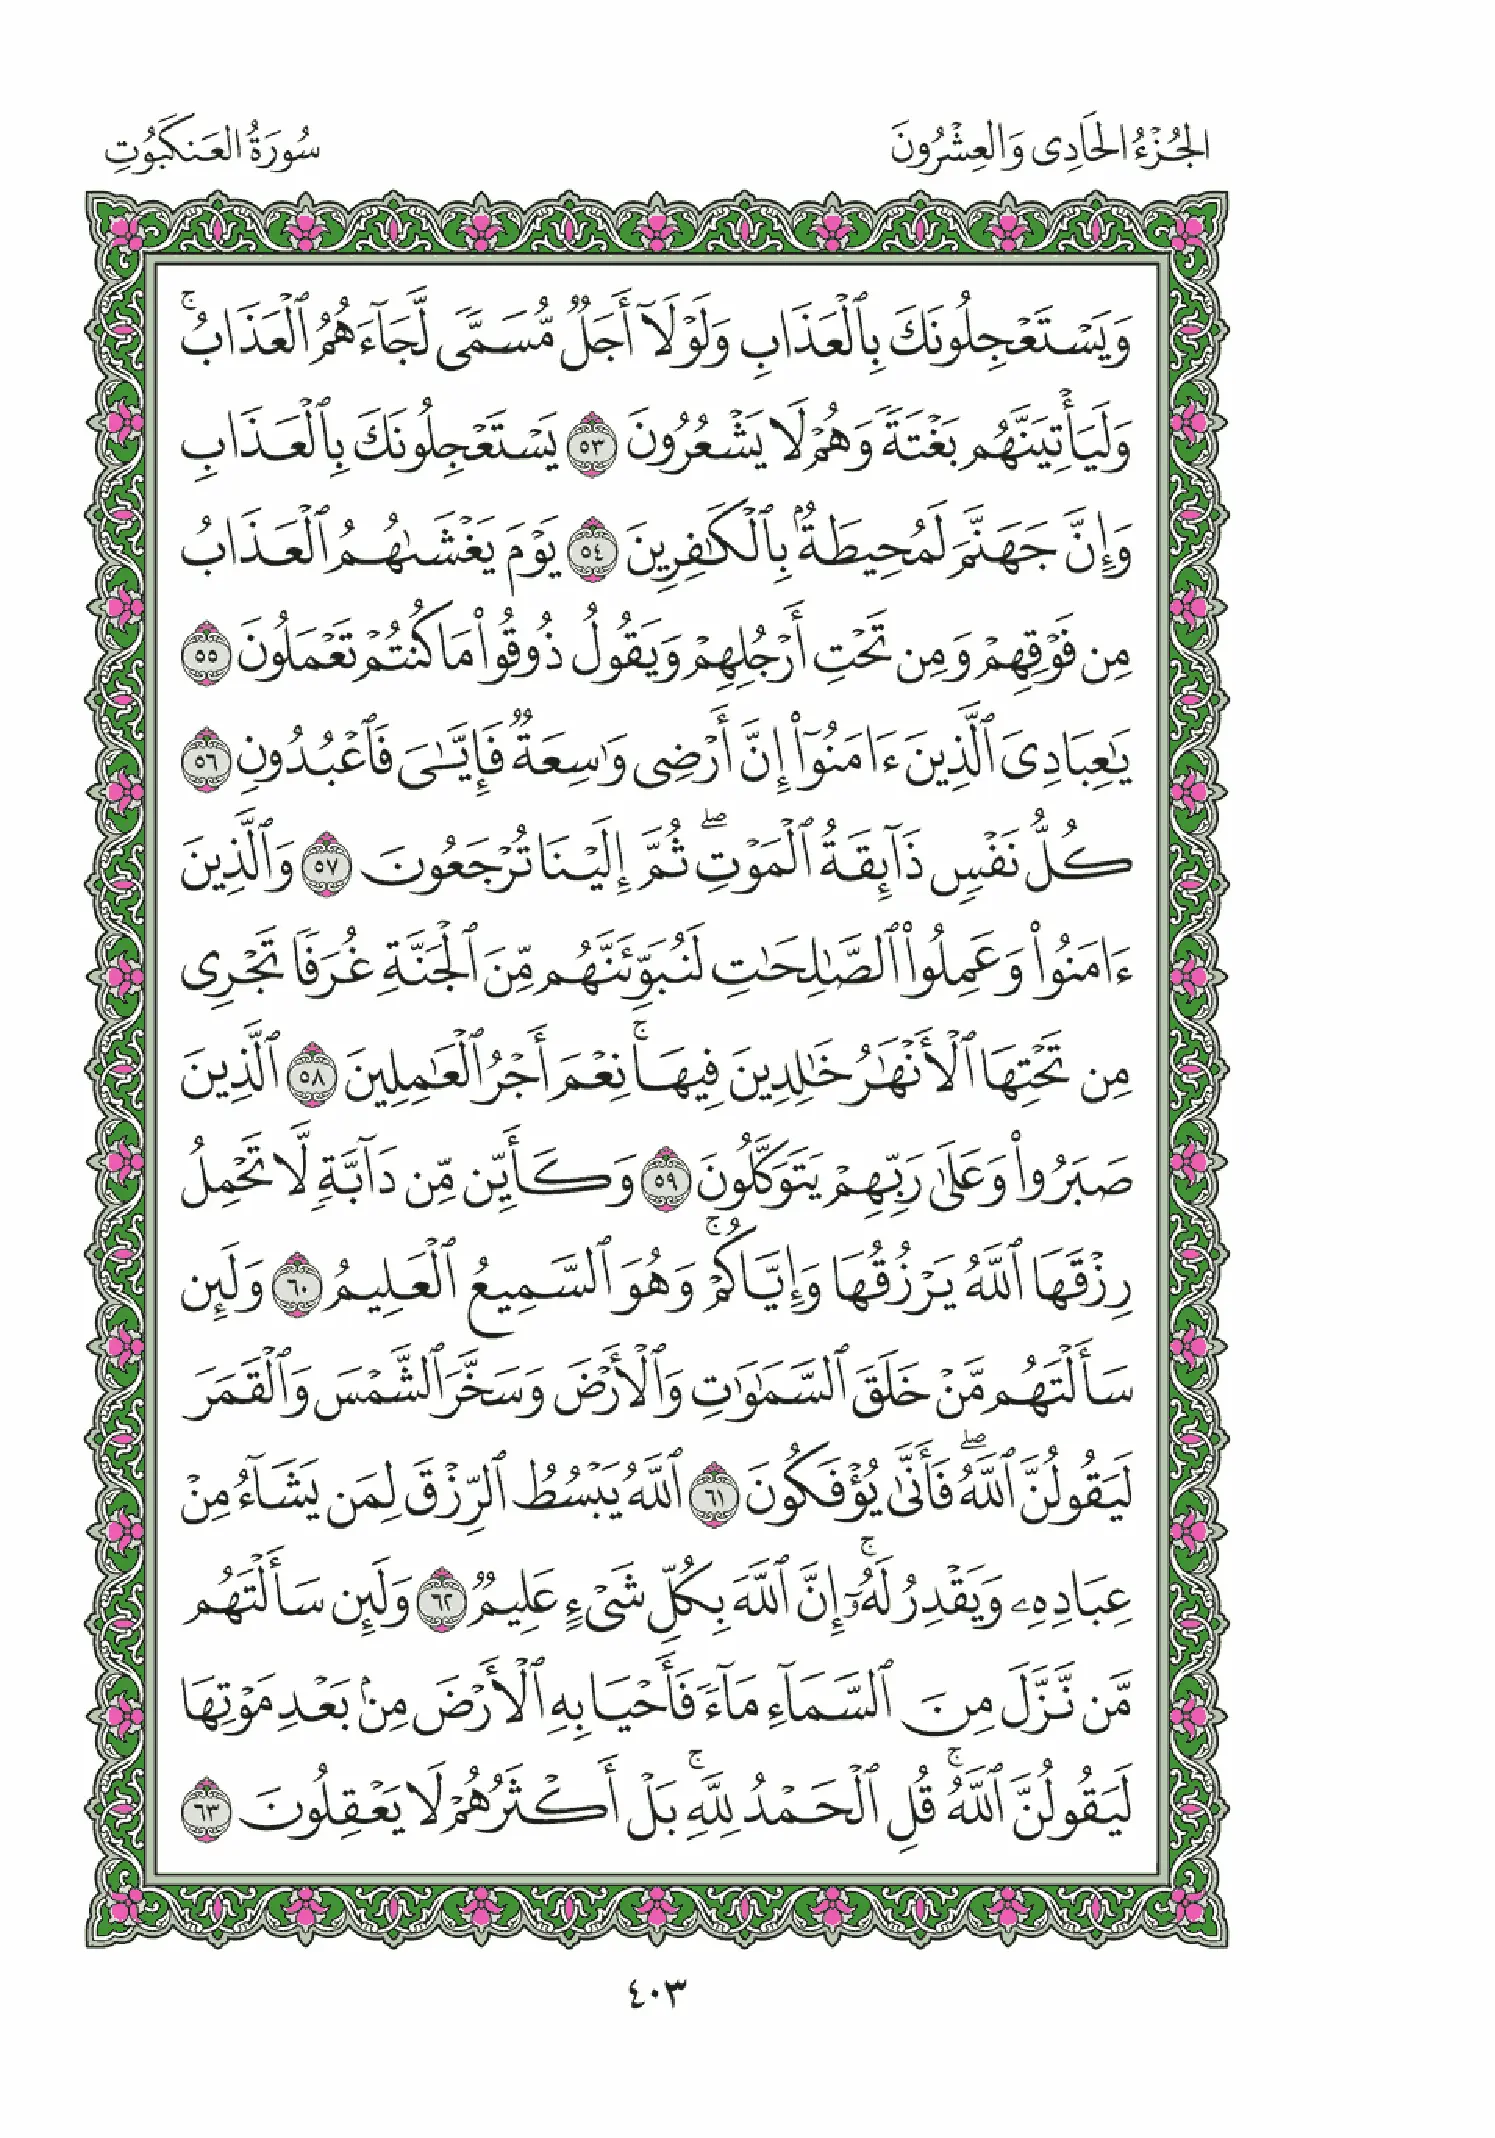 الجُزْءُ الحَادِى وَالعِشْرُونَ
سُورَةُ العَنكَبُوتِ
وَيَسْتَعْجِلُونَكَ بِٱلْعَذَابِ وَلَوْلَآ أَجَلٌ مُّسَمًّى لَّجَآءَهُمُ ٱلْعَذَابُۚ
وَلَيَأْتِيَنَّهُم بَغْتَةً وَهُمْ لَا يَشْعُرُونَ ٥٣ يَسْتَعْجِلُونَكَ بِٱلْعَذَابِ
وَإِنَّ جَهَنَّمَ لَمُحِيطَةٌۢ بِٱلْكَٰفِرِينَ ٥٤ يَوْمَ يَغْشَىٰهُمُ ٱلْعَذَابُ
مِن فَوْقِهِمْ وَمِن تَحْتِ أَرْجُلِهِمْ وَيَقُولُ ذُوقُوا۟ مَا كُنتُمْ تَعْمَلُونَ ٥٥
يَٰعِبَادِىَ ٱلَّذِينَ ءَامَنُوٓا۟ إِنَّ أَرْضِى وَٰسِعَةٌ فَإِيَّٰىَ فَٱعْبُدُونِ ٥٦
كُلُّ نَفْسٍ ذَآئِقَةُ ٱلْمَوْتِۖ ثُمَّ إِلَيْنَا تُرْجَعُونَ ٥٧ وَٱلَّذِينَ
ءَامَنُوا۟ وَعَمِلُوا۟ ٱلصَّٰلِحَٰتِ لَنُبَوِّئَنَّهُم مِّنَ ٱلْجَنَّةِ غُرَفًا تَجْرِى
مِن تَحْتِهَا ٱلْأَنْهَٰرُ خَٰلِدِينَ فِيهَاۚ نِعْمَ أَجْرُ ٱلْعَٰمِلِينَ ٥٨ ٱلَّذِينَ
صَبَرُوا۟ وَعَلَىٰ رَبِّهِمْ يَتَوَكَّلُونَ ٥٩ وَكَأَيِّن مِّن دَآبَّةٍ لَّا تَحْمِلُ
رِزْقَهَا ٱللَّهُ يَرْزُقُهَا وَإِيَّاكُمْۚ وَهُوَ ٱلسَّمِيعُ ٱلْعَلِيمُ ٦٠ وَلَئِن
سَأَلْتَهُم مَّنْ خَلَقَ ٱلسَّمَٰوَٰتِ وَٱلْأَرْضَ وَسَخَّرَ ٱلشَّمْسَ وَٱلْقَمَرَ
لَيَقُولُنَّ ٱللَّهُۖ فَأَنَّىٰ يُؤْفَكُونَ ٦١ ٱللَّهُ يَبْسُطُ ٱلرِّزْقَ لِمَن يَشَآءُ مِنْ
عِبَادِهِۦ وَيَقْدِرُ لَهُۥٓۚ إِنَّ ٱللَّهَ بِكُلِّ شَىْءٍ عَلِيمٌ ٦٢ وَلَئِن سَأَلْتَهُم
مَّن نَّزَّلَ مِنَ ٱلسَّمَآءِ مَآءً فَأَحْيَا بِهِ ٱلْأَرْضَ مِنۢ بَعْدِ مَوْتِهَا
لَيَقُولُنَّ ٱللَّهُۚ قُلِ ٱلْحَمْدُ لِلَّهِۚ بَلْ أَكْثَرُهُمْ لَا يَعْقِلُونَ ٦٣
٤٠٣